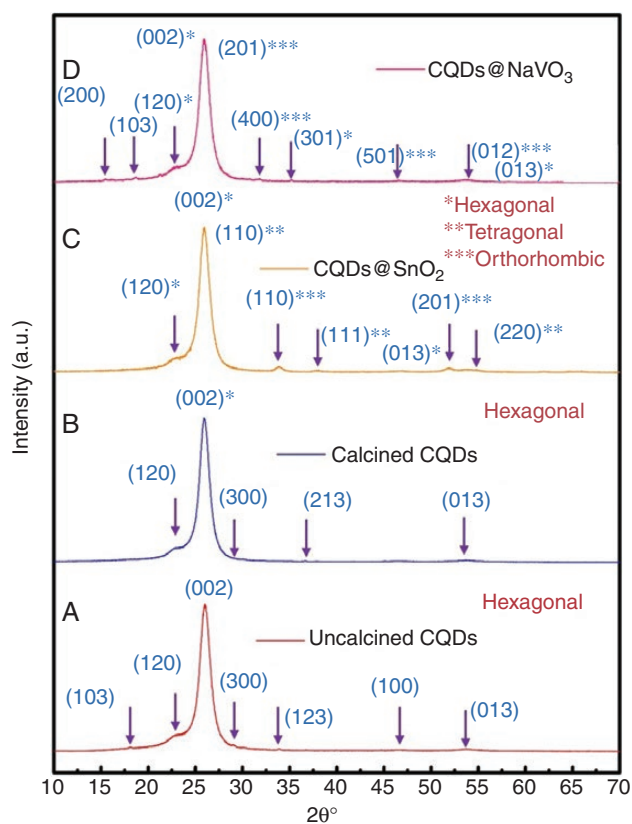 (002)*
(201)***
D
CQDs@NaVO₃
(200)
(120)*
(103)
(400)***
(301)*
(501)***
(012)***
(013)*
(002)*
*Hexagonal
**Tetragonal
***Orthorhombic
C
(110)**
CQDs@SnO₂
(120)*
(110)***
(201)***
(111)**
(220)**
(013)*
(002)*
Hexagonal
B
Calcined CQDs
(120)
(300)
(213)
(013)
(002)
Hexagonal
A
Uncalcined CQDs
(120)
(103)
(300)
(100)
(123)
(013)
Intensity (a.u.)
10 15 20 25 30 35 40 45 50 55 60 65 70
2θ°